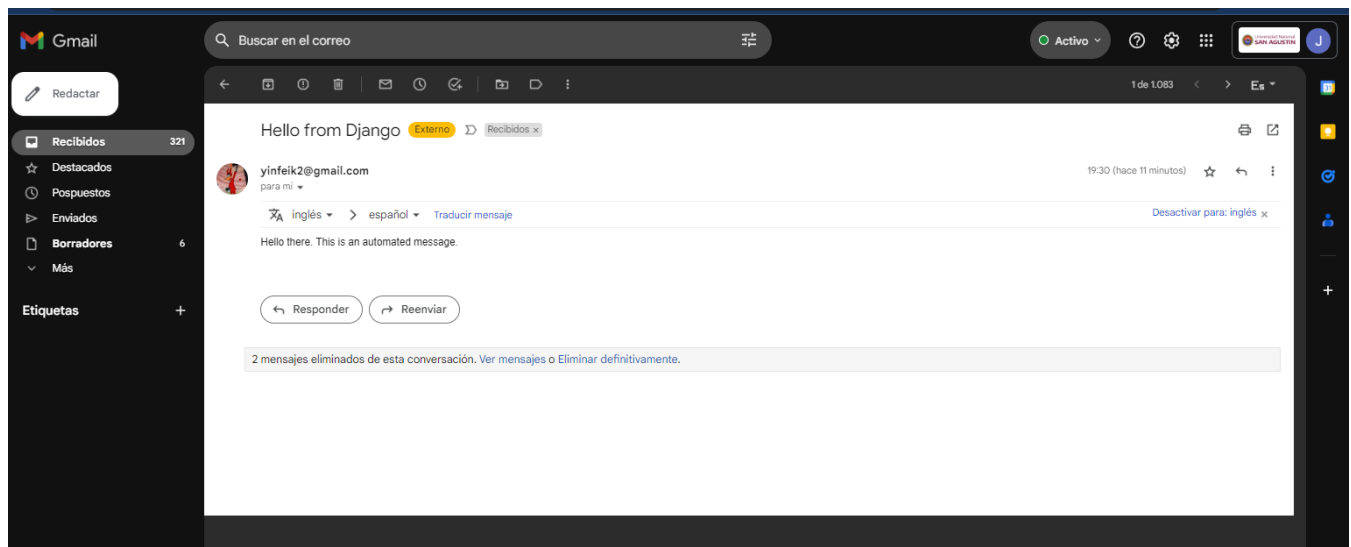 Gmail
Buscar en el correo
Activo
SAN AGUSTIN
J
Redactar
1 de 1.083
Es
Recibidos 321
Destacados
Pospuestos
Enviados
Borradores 6
Más
Etiquetas
Hello from Django Externo Recibidos x
yinfeik2@gmail.com
19:30 (hace 11 minutos)
para mí
inglés > español Traducir mensaje
Desactivar para: inglés x
Hello there. This is an automated message.
Responder
Reenviar
2 mensajes eliminados de esta conversación. Ver mensajes o Eliminar definitivamente.
31